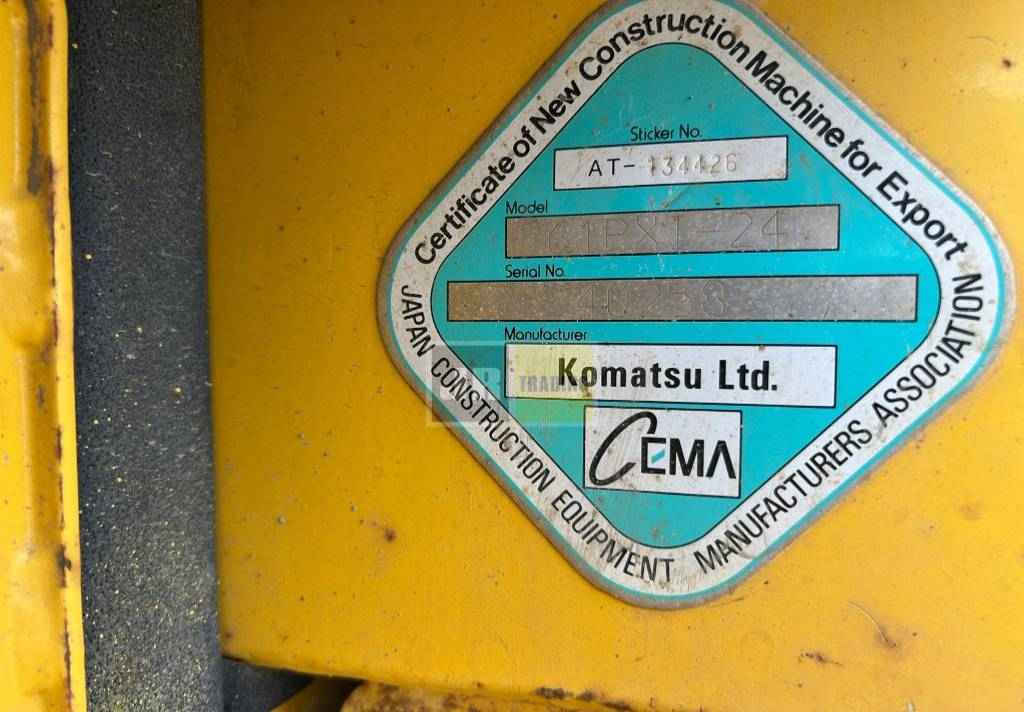 Certificate of New Construction Machine for Export
Sticker No.
AT-134426
Model
Serial No.
Manufacturer
Komatsu Ltd.
TRADING
CEMA
JAPAN CONSTRUCTION EQUIPMENT MANUFACTURERS ASSOCIATION